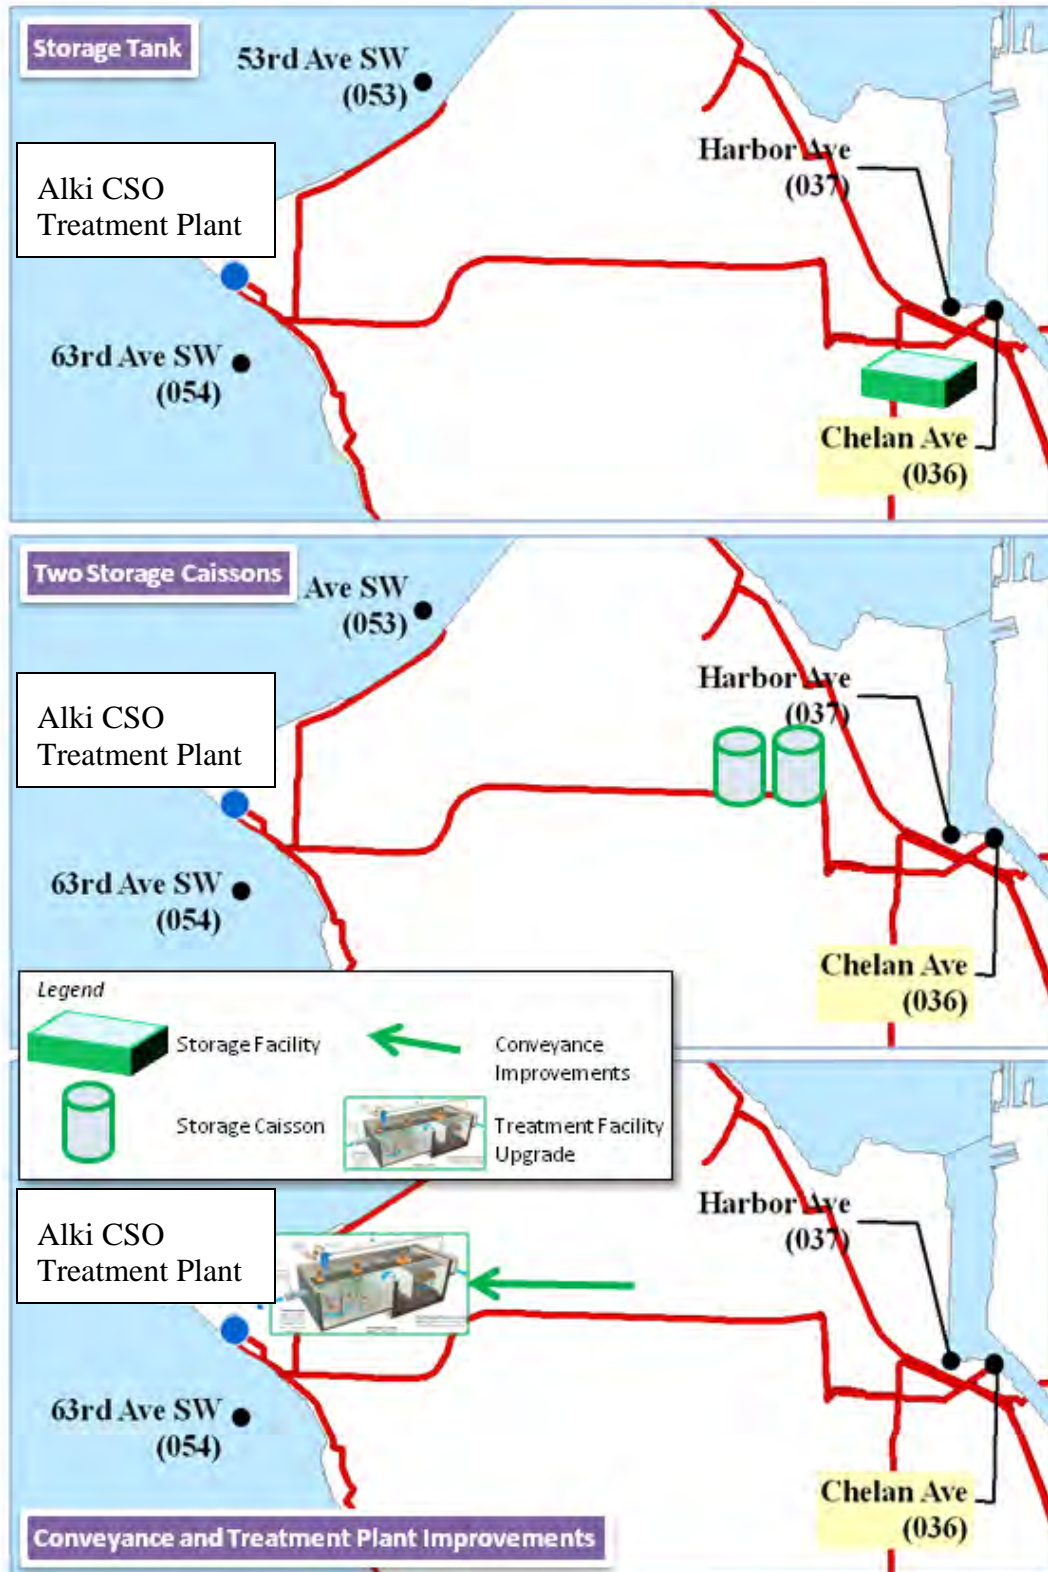 Storage Tank
53rd Ave SW
(053)
Alki CSO
Treatment Plant
63rd Ave SW
(054)
Harbor Ave
(037)
Chelan Ave
(036)
Two Storage Caissons
Ave SW
(053)
Alki CSO
Treatment Plant
63rd Ave SW
(054)
Harbor Ave
(037)
Chelan Ave
(036)
Legend
Storage Facility
Conveyance
Improvements
Storage Caisson
Treatment Facility
Upgrade
Alki CSO
Treatment Plant
63rd Ave SW
(054)
Harbor Ave
(037)
Chelan Ave
(036)
Conveyance and Treatment Plant Improvements